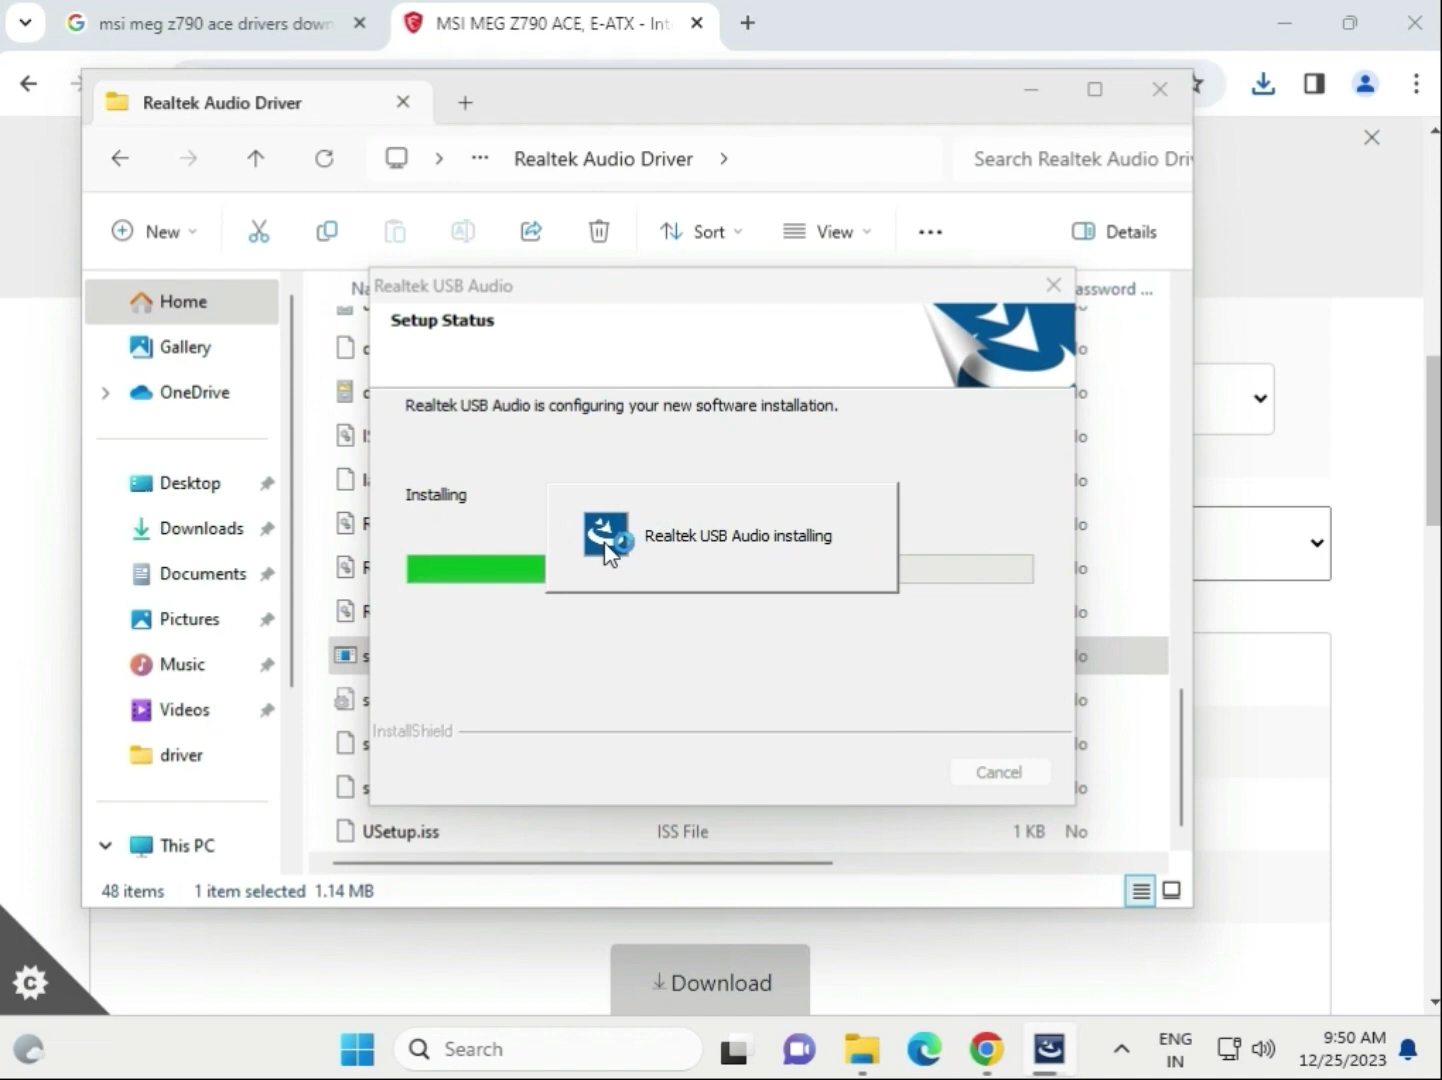 msi meg z790 ace drivers down
MSI MEG Z790 ACE, E-ATX - Int
Realtek Audio Driver
Realtek Audio Driver
Search Realtek Audio Driv
New
Sort
View
Details
Home
Gallery
OneDrive
Desktop
Downloads
Documents
Pictures
Music
Videos
driver
This PC
Na
assword ...
Realtek USB Audio
Setup Status
Realtek USB Audio is configuring your new software installation.
Installing
Realtek USB Audio installing
InstallShield
Cancel
USetup.iss ISS File 1 KB No
48 items 1 item selected 1.14 MB
Download
Search
ENG
IN
9:50 AM
12/25/2023